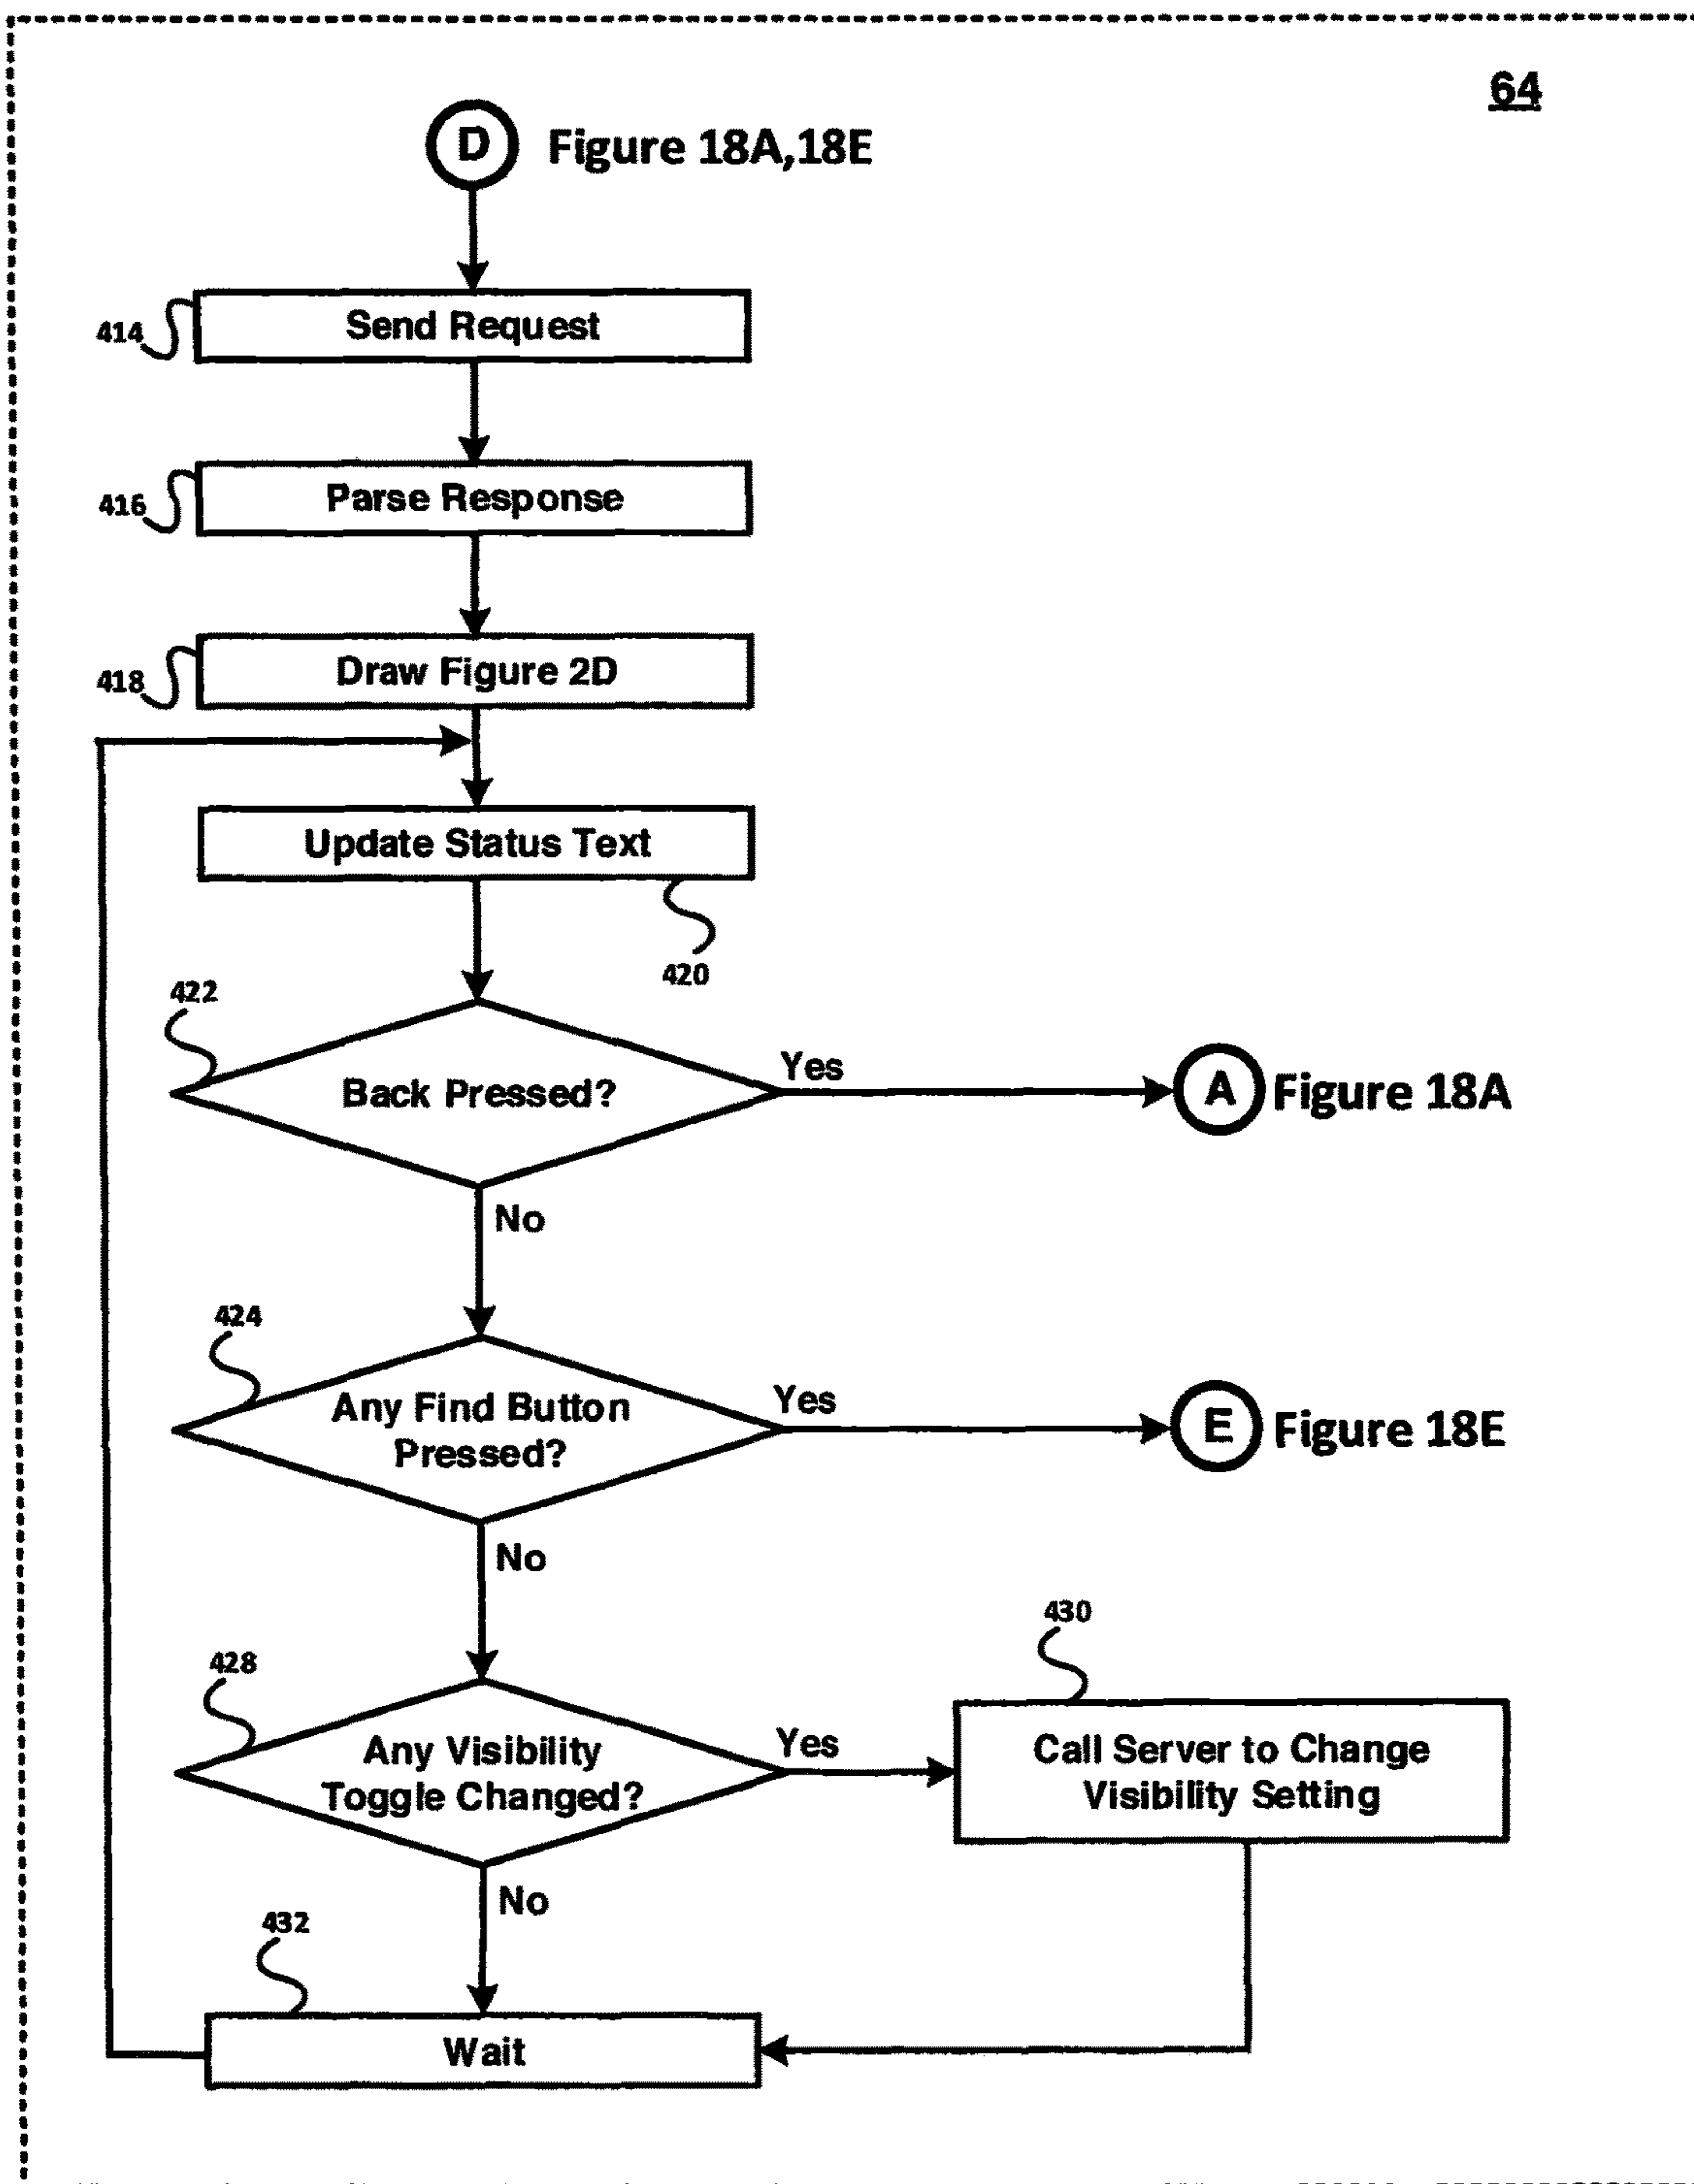 64
D Figure 18A,18E
414 Send Request
416 Parse Response
418 Draw Figure 2D
Update Status Text
420
422
Back Pressed?
Yes
A Figure 18A
No
424
Any Find Button
Pressed?
Yes
E Figure 18E
No
428
Any Visibility
Toggle Changed?
Yes
430
Call Server to Change
Visibility Setting
No
432
Wait